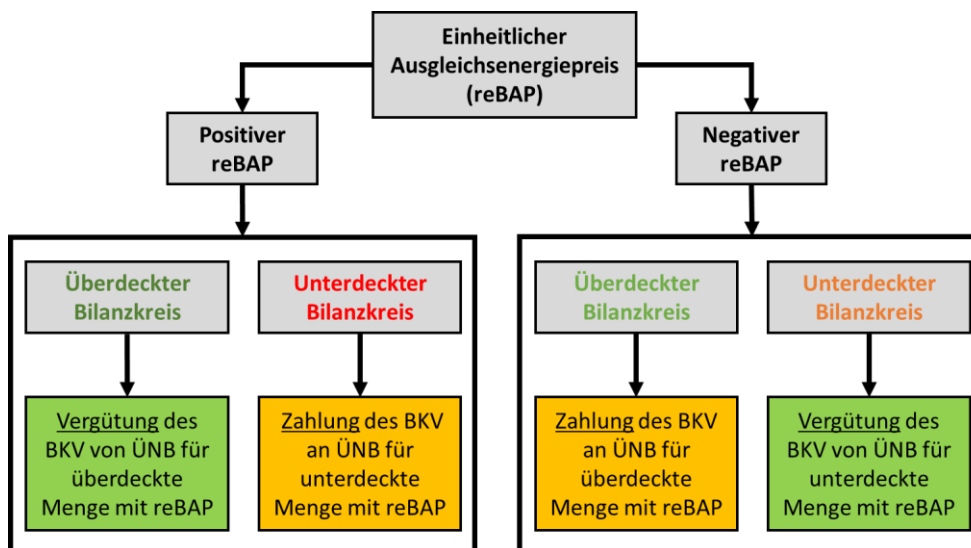 Einheitlicher
Ausgleichsenergiepreis
(reBAP)
Positiver
reBAP
Negativer
reBAP
Überdeckter
Bilanzkreis
Unterdeckter
Bilanzkreis
Überdeckter
Bilanzkreis
Unterdeckter
Bilanzkreis
Vergütung des
BKV von ÜNB für
überdeckte
Menge mit reBAP
Zahlung des BKV
an ÜNB für
unterdeckte
Menge mit reBAP
Zahlung des BKV
an ÜNB für
überdeckte
Menge mit reBAP
Vergütung des
BKV von ÜNB für
unterdeckte
Menge mit reBAP